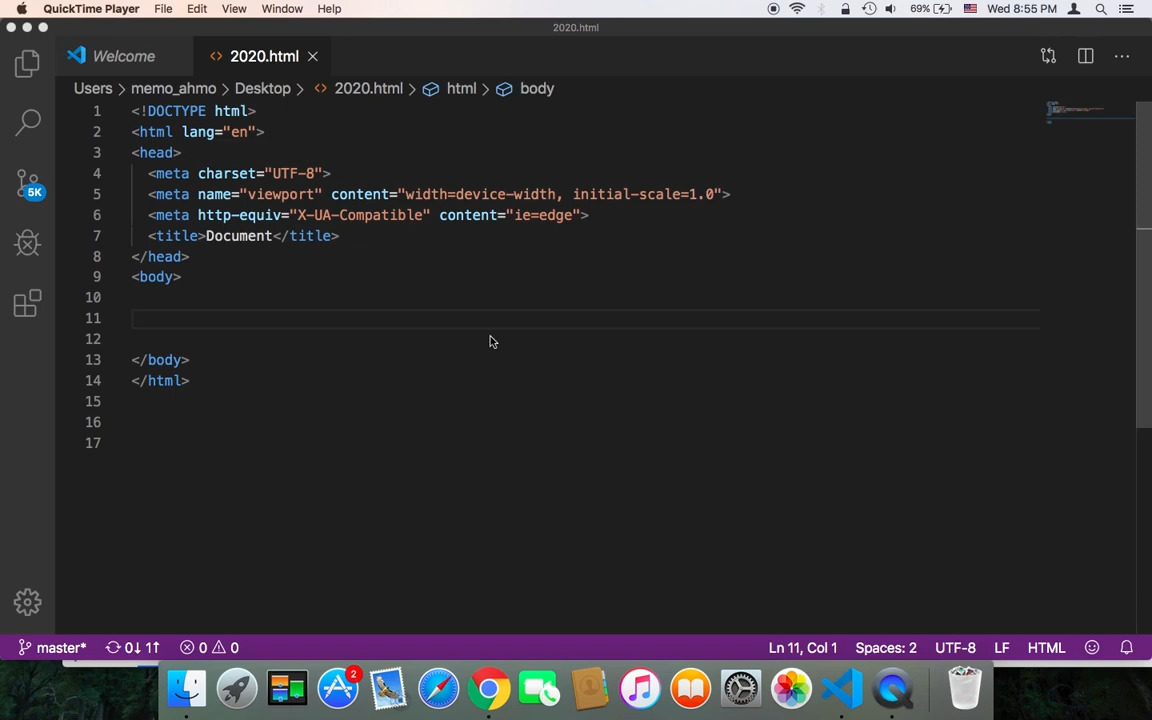 QuickTime Player File Edit View Window Help 69% Wed 8:55 PM
2020.html
Welcome 2020.html
Users > memo_ahmo > Desktop > <> 2020.html > html > body
1 <!DOCTYPE html>
2 <html lang="en">
3 <head>
4 <meta charset="UTF-8">
5 <meta name="viewport" content="width=device-width, initial-scale=1.0">
6 <meta http-equiv="X-UA-Compatible" content="ie=edge">
7 <title>Document</title>
8 </head>
9 <body>
10
11
12
13 </body>
14 </html>
15
16
17
5K
master* 0↓ 1↑ 0 0 Ln 11, Col 1 Spaces: 2 UTF-8 LF HTML
2